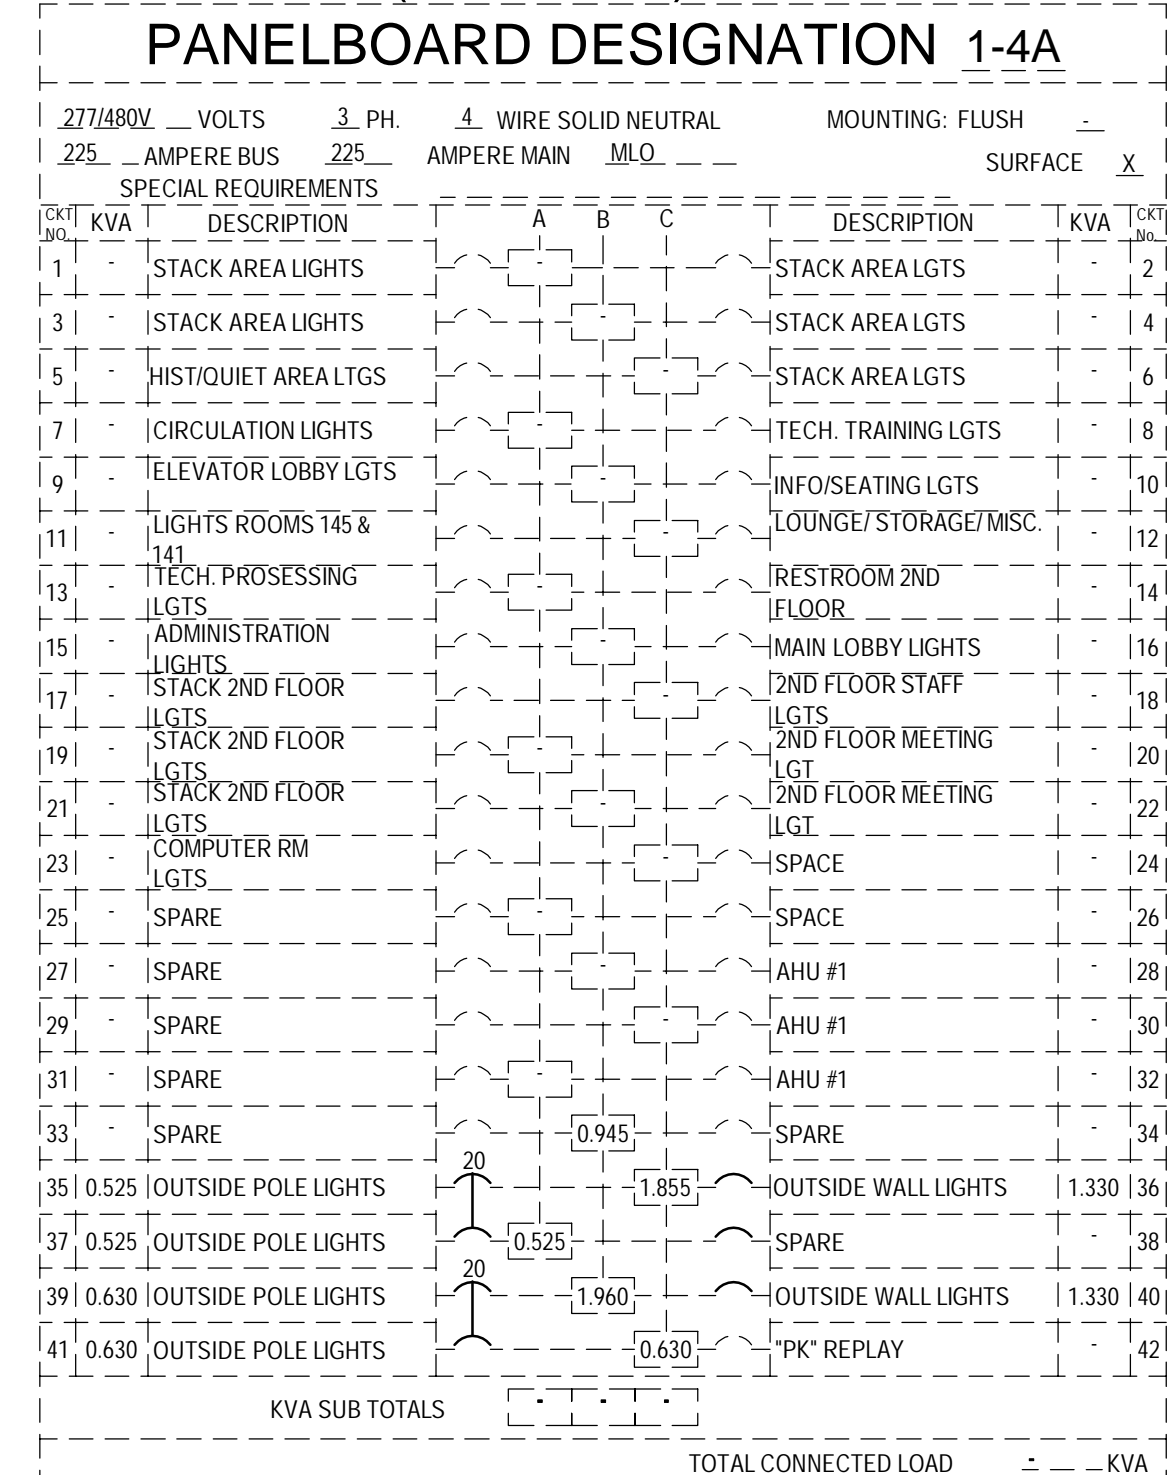 PANELBOARD DESIGNATION 1-4A
277/480V VOLTS 3 PH. 4 WIRE SOLID NEUTRAL MOUNTING: FLUSH -
225 AMPERE BUS 225 AMPERE MAIN MLO SURFACE X
SPECIAL REQUIREMENTS
CKT NO. KVA DESCRIPTION A B C DESCRIPTION KVA CKT No.
1 - STACK AREA LIGHTS - STACK AREA LGTS - 2
3 - STACK AREA LIGHTS - STACK AREA LGTS - 4
5 - HIST/QUIET AREA LTGS - STACK AREA LGTS - 6
7 - CIRCULATION LIGHTS - TECH. TRAINING LGTS - 8
9 - ELEVATOR LOBBY LGTS - INFO/SEATING LGTS - 10
11 - LIGHTS ROOMS 145 & 141 - LOUNGE/ STORAGE/ MISC. - 12
13 - TECH. PROSESSING LGTS - RESTROOM 2ND FLOOR - 14
15 - ADMINISTRATION LIGHTS - MAIN LOBBY LIGHTS - 16
17 - STACK 2ND FLOOR LGTS - 2ND FLOOR STAFF LGTS - 18
19 - STACK 2ND FLOOR LGTS - 2ND FLOOR MEETING LGT - 20
21 - STACK 2ND FLOOR LGTS - 2ND FLOOR MEETING LGT - 22
23 - COMPUTER RM LGTS - SPACE - 24
25 - SPARE - SPACE - 26
27 - SPARE - AHU #1 - 28
29 - SPARE - AHU #1 - 30
31 - SPARE - AHU #1 - 32
33 - SPARE 0.945 SPARE - 34
20
35 0.525 OUTSIDE POLE LIGHTS 1.855 OUTSIDE WALL LIGHTS 1.330 36
37 0.525 OUTSIDE POLE LIGHTS 0.525 SPARE - 38
20
39 0.630 OUTSIDE POLE LIGHTS 1.960 OUTSIDE WALL LIGHTS 1.330 40
41 0.630 OUTSIDE POLE LIGHTS 0.630 "PK" REPLAY - 42
KVA SUB TOTALS - - -
TOTAL CONNECTED LOAD - KVA